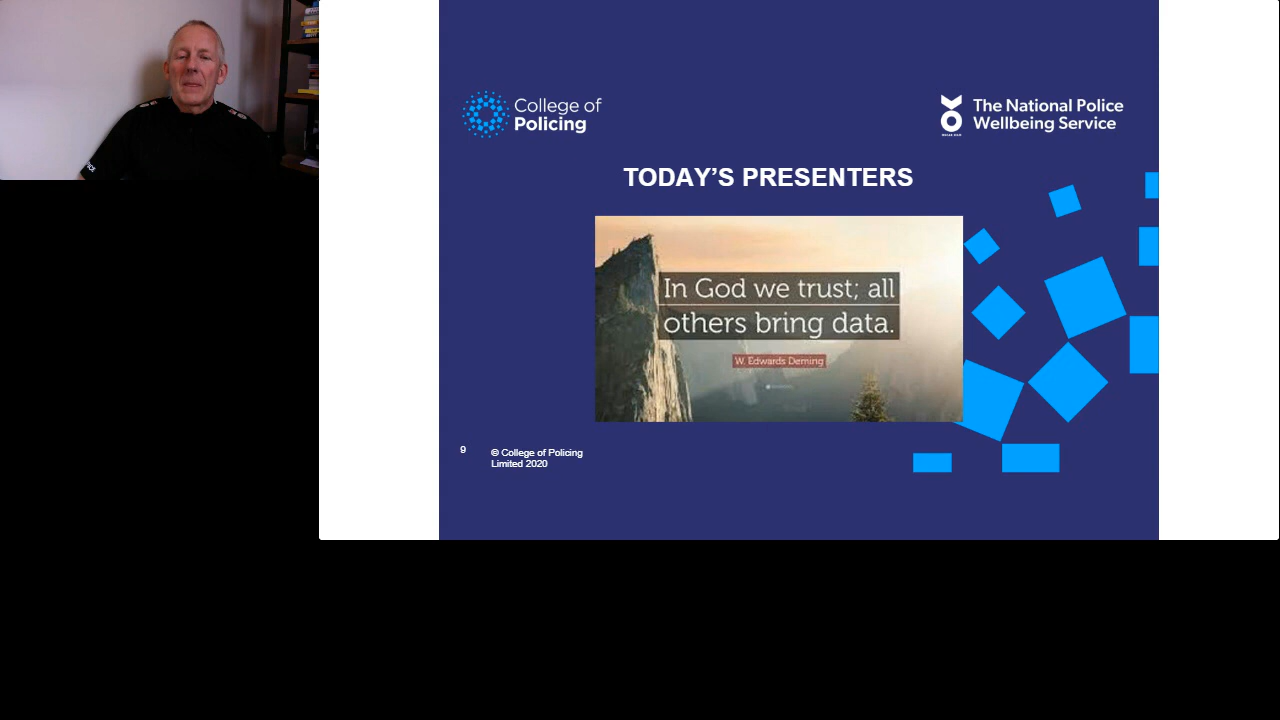 College of
Policing
The National Police
Wellbeing Service
TODAY'S PRESENTERS
In God we trust; all
others bring data.
W. Edwards Deming
9
© College of Policing
Limited 2020